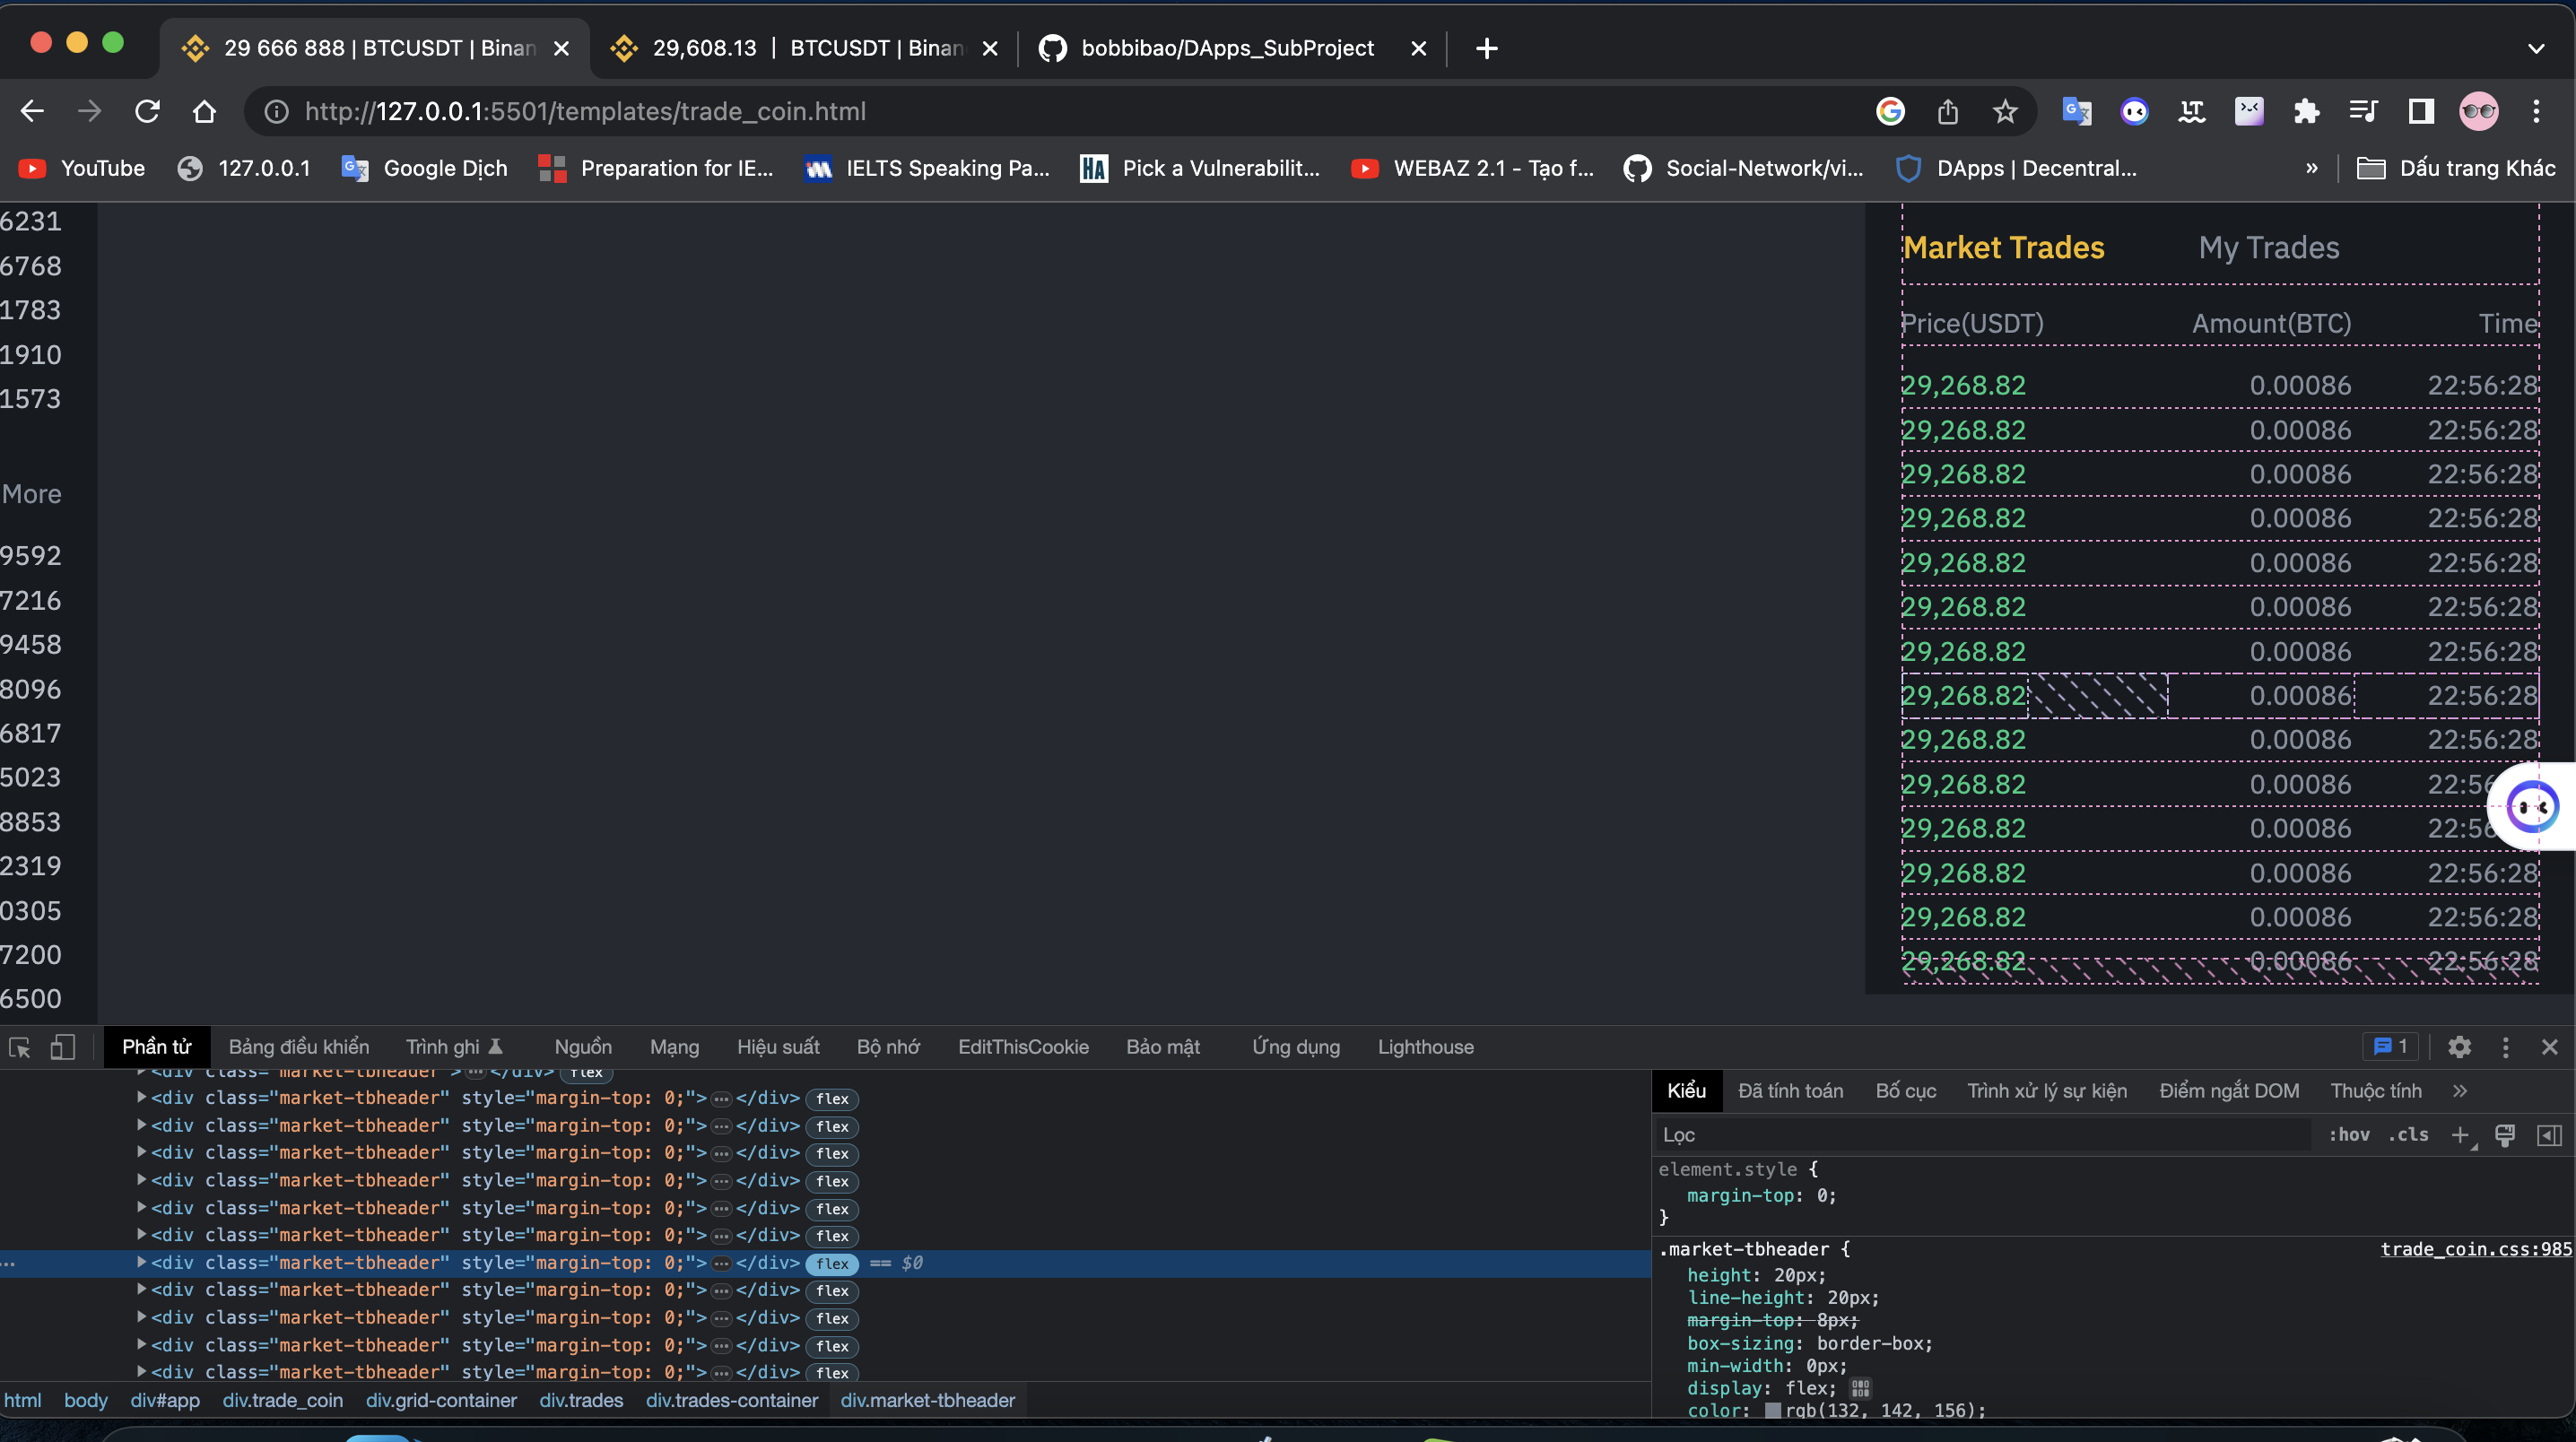 29 666 888 | BTCUSDT | Binan
29,608.13 | BTCUSDT | Binan
bobbibao/DApps_SubProject
http://127.0.0.1:5501/templates/trade_coin.html
YouTube
127.0.0.1
Google Dịch
Preparation for IE...
IELTS Speaking Pa...
HA Pick a Vulnerabilit...
WEBAZ 2.1 - Tạo f...
Social-Network/vi...
DApps | Decentral...
»
Dấu trang Khác
6231
6768
1783
1910
1573
More
9592
7216
9458
8096
6817
5023
8853
2319
0305
7200
6500
Market Trades My Trades
Price(USDT) Amount(BTC) Time
29,268.82 0.00086 22:56:28
29,268.82 0.00086 22:56:28
29,268.82 0.00086 22:56:28
29,268.82 0.00086 22:56:28
29,268.82 0.00086 22:56:28
29,268.82 0.00086 22:56:28
29,268.82 0.00086 22:56:28
29,268.82 0.00086 22:56:28
29,268.82 0.00086 22:56:28
29,268.82 0.00086 22:56
29,268.82 0.00086 22:56
29,268.82 0.00086 22:56:28
29,268.82 0.00086 22:56:28
29,268.82 0.00086 22:56:28
Phần tử Bảng điều khiển Trình ghi Nguồn Mạng Hiệu suất Bộ nhớ EditThisCookie Bảo mật Ứng dụng Lighthouse 1
<div class="market-tbheader">…</div> flex
<div class="market-tbheader" style="margin-top: 0;">…</div> flex
<div class="market-tbheader" style="margin-top: 0;">…</div> flex
<div class="market-tbheader" style="margin-top: 0;">…</div> flex
<div class="market-tbheader" style="margin-top: 0;">…</div> flex
<div class="market-tbheader" style="margin-top: 0;">…</div> flex
<div class="market-tbheader" style="margin-top: 0;">…</div> flex
<div class="market-tbheader" style="margin-top: 0;">…</div> flex == $0
<div class="market-tbheader" style="margin-top: 0;">…</div> flex
<div class="market-tbheader" style="margin-top: 0;">…</div> flex
<div class="market-tbheader" style="margin-top: 0;">…</div> flex
<div class="market-tbheader" style="margin-top: 0;">…</div> flex
html body div#app div.trade_coin div.grid-container div.trades div.trades-container div.market-tbheader
Kiểu Đã tính toán Bố cục Trình xử lý sự kiện Điểm ngắt DOM Thuộc tính »
Lọc :hov .cls +
element.style {
margin-top: 0;
}
.market-tbheader { trade_coin.css:985
height: 20px;
line-height: 20px;
margin-top: 8px;
box-sizing: border-box;
min-width: 0px;
display: flex;
color: rgb(132, 142, 156);